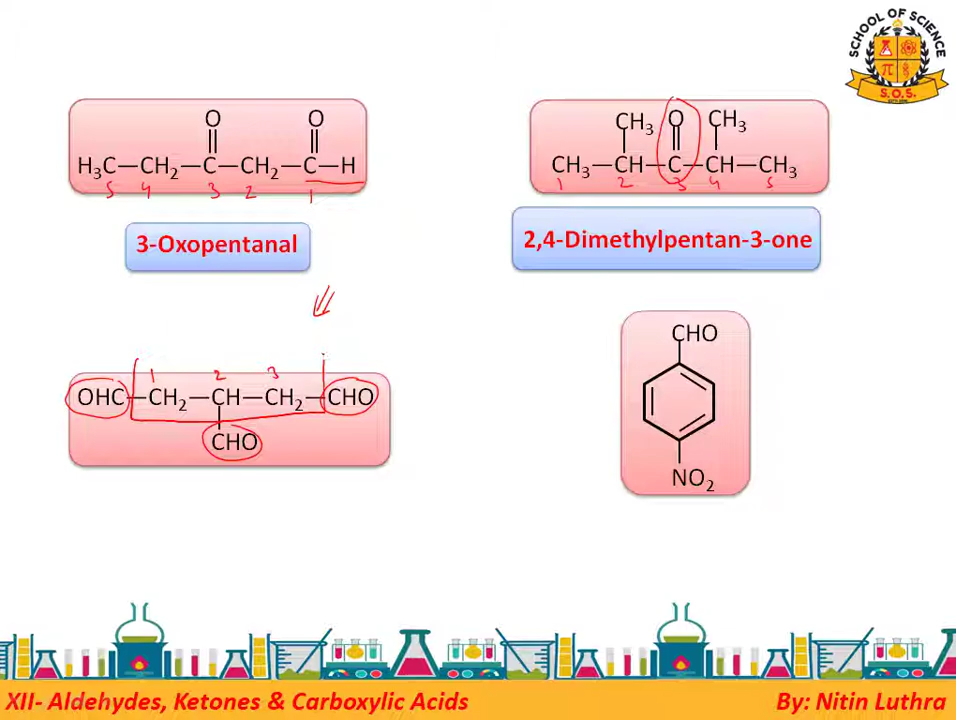 SCHOOL OF SCIENCE
S.O.S.
O O
H3C—CH2—C—CH2—C—H
5 4 3 2 1
3-Oxopentanal
CH3 O CH3
CH3—CH—C—CH—CH3
1 2 3 4 5
2,4-Dimethylpentan-3-one
1 2 3
OHC—CH2—CH—CH2—CHO
CHO
CHO
NO2
XII- Aldehydes, Ketones & Carboxylic Acids
By: Nitin Luthra